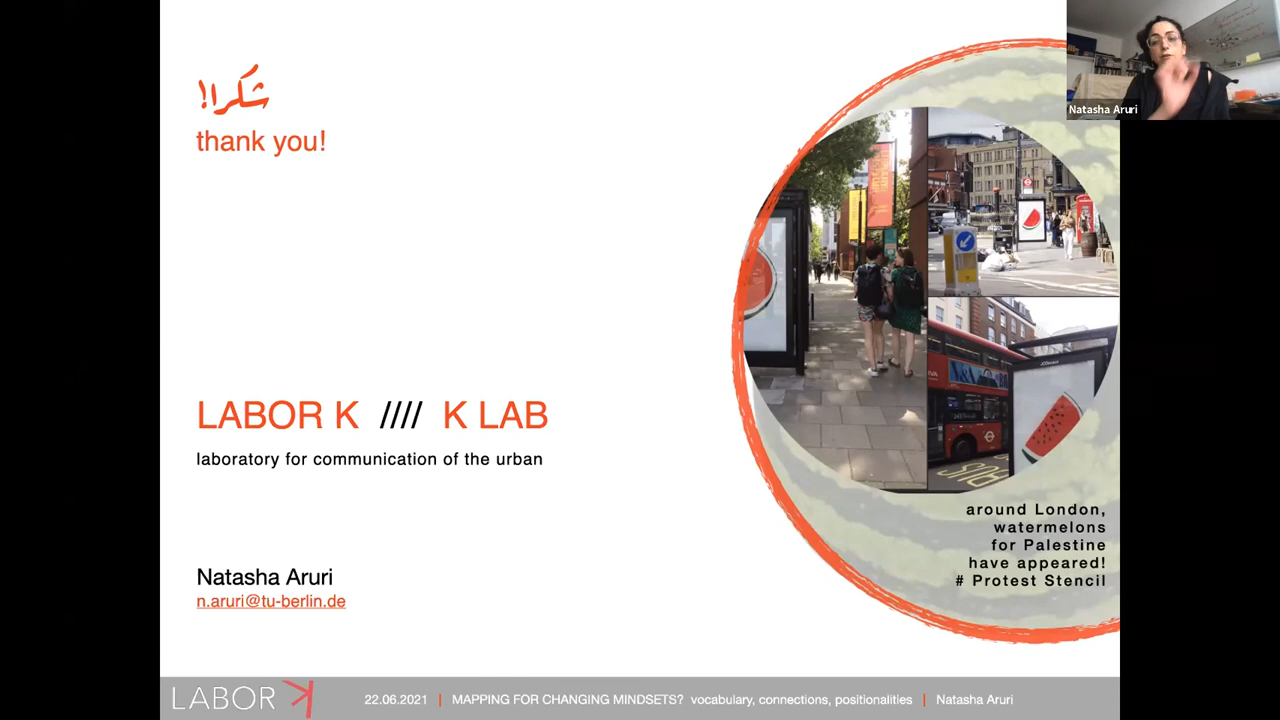 شكرا!
thank you!
LABOR K //// K LAB
laboratory for communication of the urban
Natasha Aruri
n.aruri@tu-berlin.de
around London,
watermelons
for Palestine
have appeared!
# Protest Stencil
Natasha Aruri
LABOR K
22.06.2021 | MAPPING FOR CHANGING MINDSETS? vocabulary, connections, positionalities | Natasha Aruri